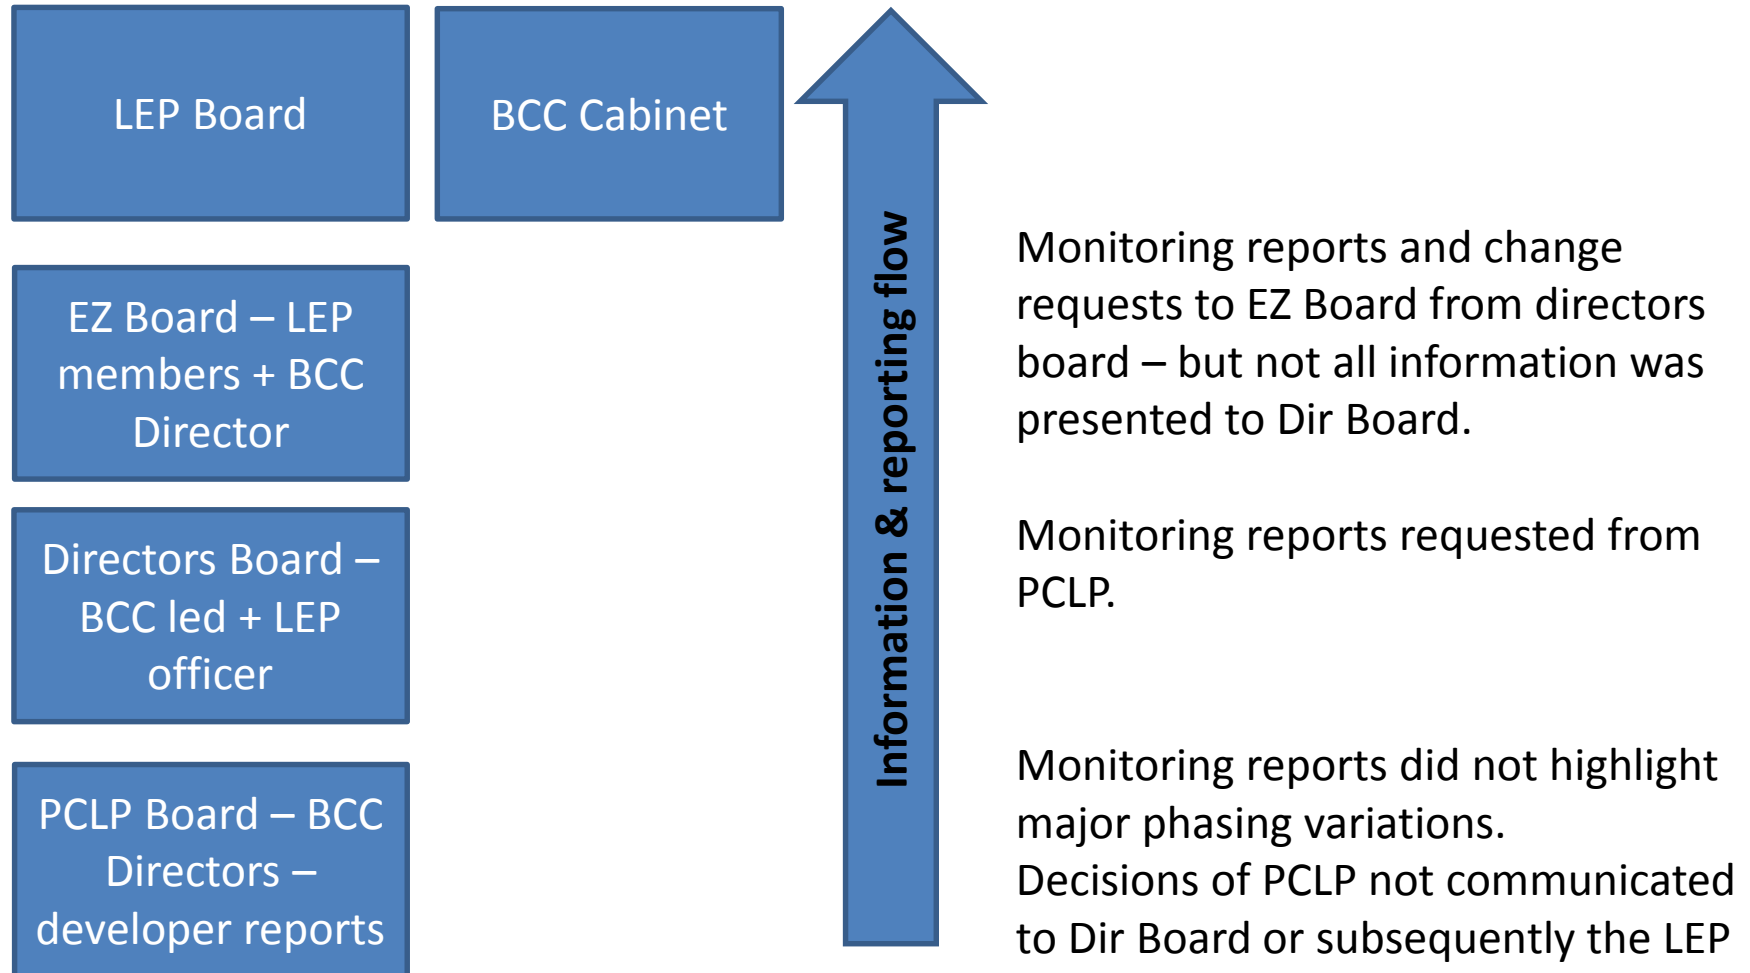 LEP Board
BCC Cabinet
EZ Board – LEP
members + BCC
Director
Directors Board –
BCC led + LEP
officer
PCLP Board – BCC
Directors –
developer reports
Information & reporting flow
Monitoring reports and change
requests to EZ Board from directors
board – but not all information was
presented to Dir Board.
Monitoring reports requested from
PCLP.
Monitoring reports did not highlight
major phasing variations.
Decisions of PCLP not communicated
to Dir Board or subsequently the LEP